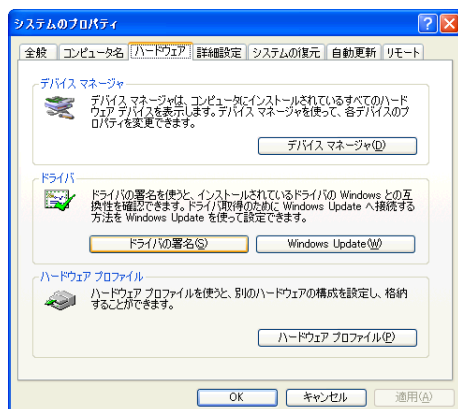 システムのプロパティ
全般 コンピュータ名 ハードウェア 詳細設定 システムの復元 自動更新 リモート
デバイス マネージャ
デバイス マネージャは、コンピュータにインストールされているすべてのハード
ウェア デバイスを表示します。デバイス マネージャを使って、各デバイスのプ
ロパティを変更できます。
デバイス マネージャ(D)
ドライバ
ドライバの署名を使うと、インストールされているドライバの Windows との互
換性を確認できます。ドライバ取得のために Windows Update へ接続する
方法を Windows Update を使って設定できます。
ドライバの署名(S) Windows Update(W)
ハードウェア プロファイル
ハードウェア プロファイルを使うと、別のハードウェアの構成を設定し、格納
することができます。
ハードウェア プロファイル(P)
OK キャンセル 適用(A)